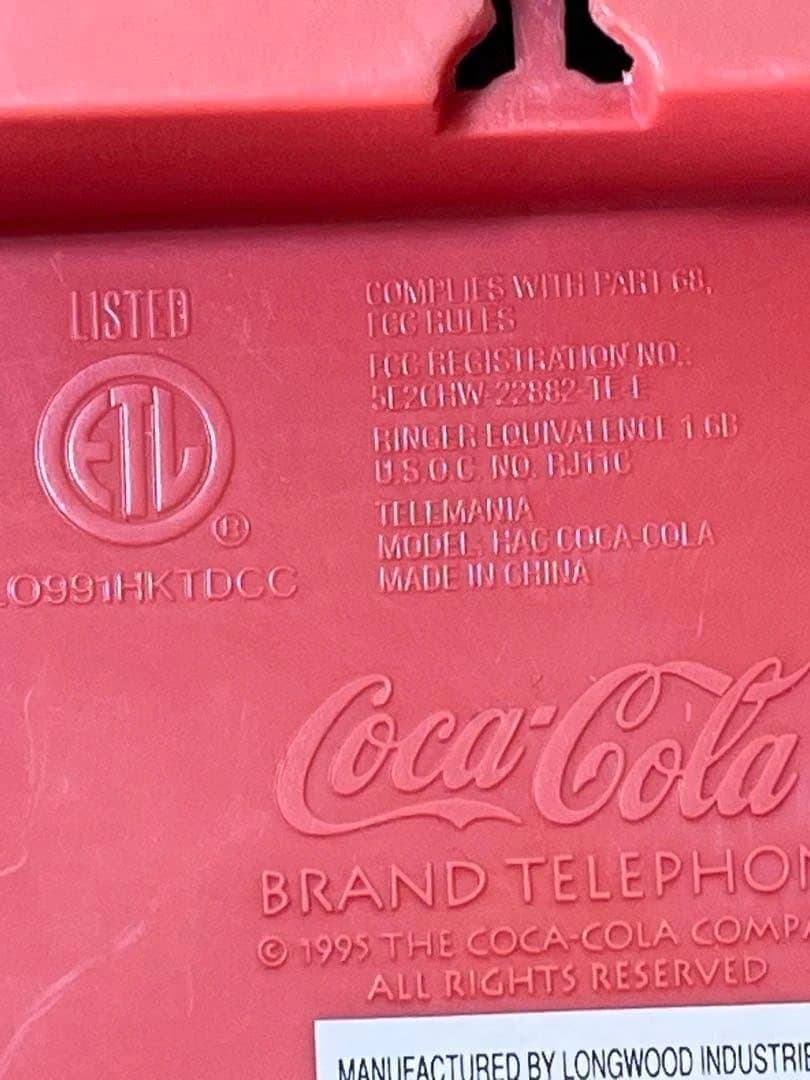 LISTED
ETL
®
O991HKTDCC
COMPLIES WITH PART 68,
FCC RULES
FCC REGISTRATION NO.:
5E2CHW-22882-TE-E
RINGER EQUIVALENCE 1.6B
U.S.O.C. NO. RJ11C
TELEMANIA
MODEL: HAC COCA-COLA
MADE IN CHINA
Coca-Cola
BRAND TELEPHON
© 1995 THE COCA-COLA COMPA
ALL RIGHTS RESERVED
MANUFACTURED BY LONGWOOD INDUSTRIE